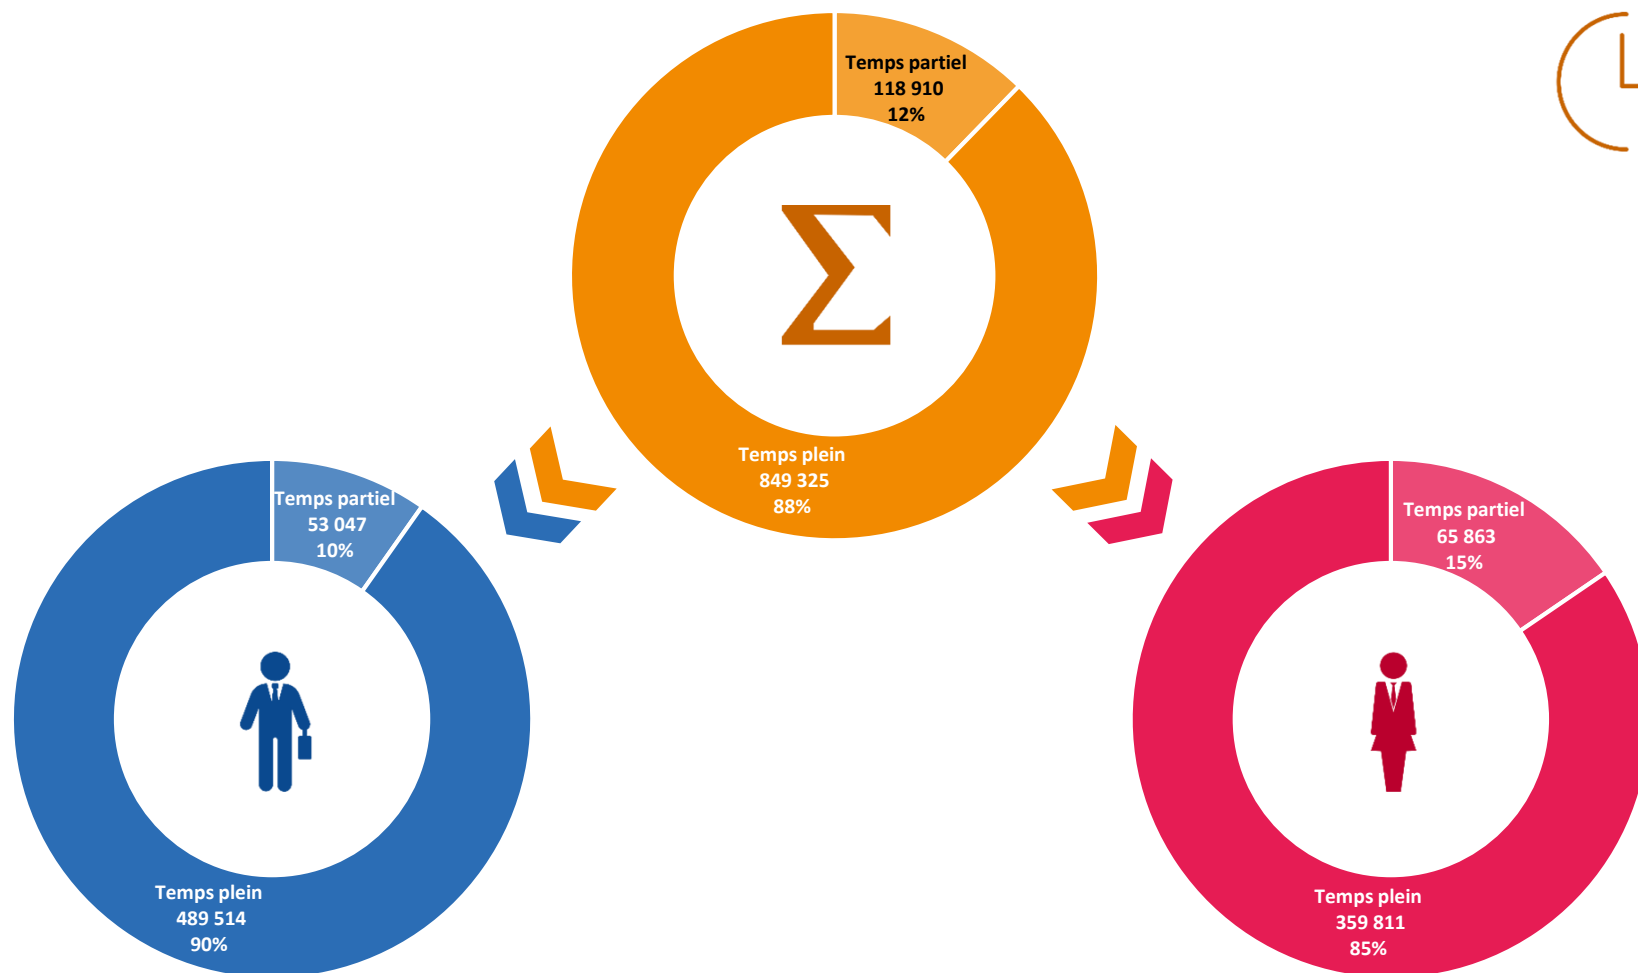 Temps partiel
118 910
12%
Σ
Temps plein
849 325
88%
Temps partiel
53 047
10%
Temps plein
489 514
90%
Temps partiel
65 863
15%
Temps plein
359 811
85%